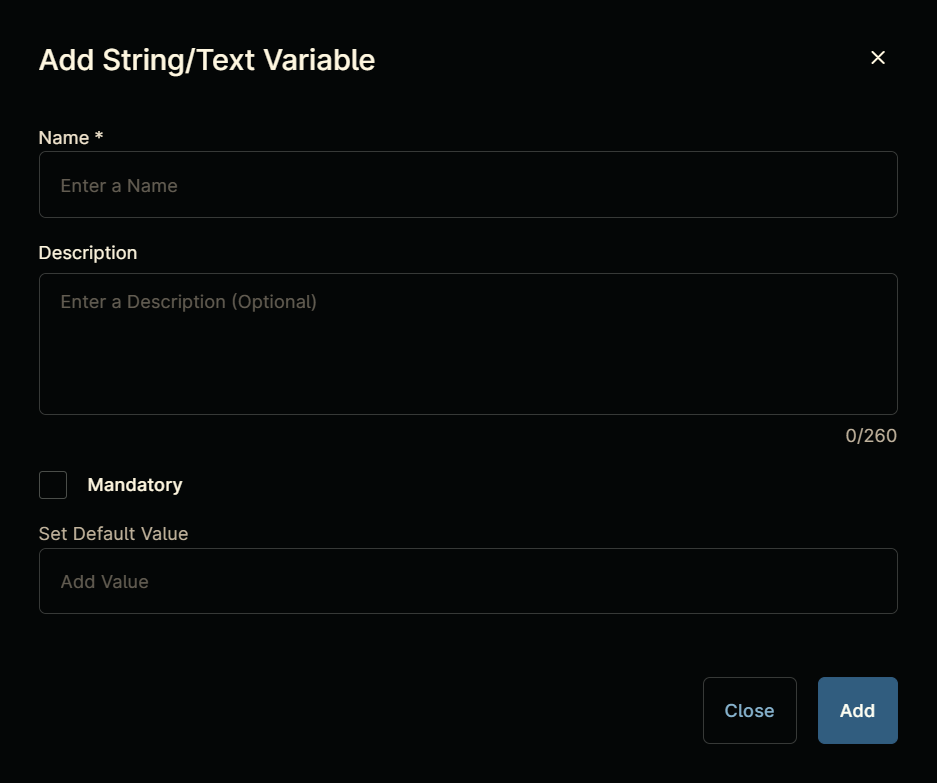 Add String/Text Variable
Name *
Enter a Name
Description
Enter a Description (Optional)
0/260
Mandatory
Set Default Value
Add Value
Close
Add